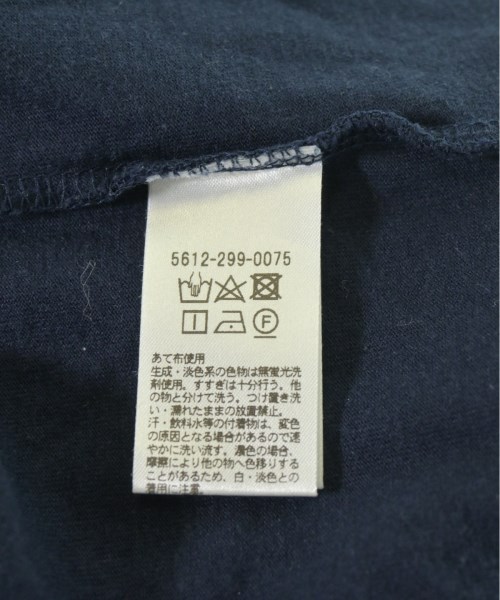 5612-299-0075
F
あて布使用
生成・淡色系の色物は無蛍光洗
剤使用。すすぎは十分行う。他
の物と分けて洗う。つけ置き洗
い・濡れたままの放置禁止。
汗・飲料水等の付着物は、変色
の原因となる場合があるので速
やかに洗い流す。濃色の場合、
摩擦により他の物へ色移りする
ことがあるため、白・淡色との
着用に注意。